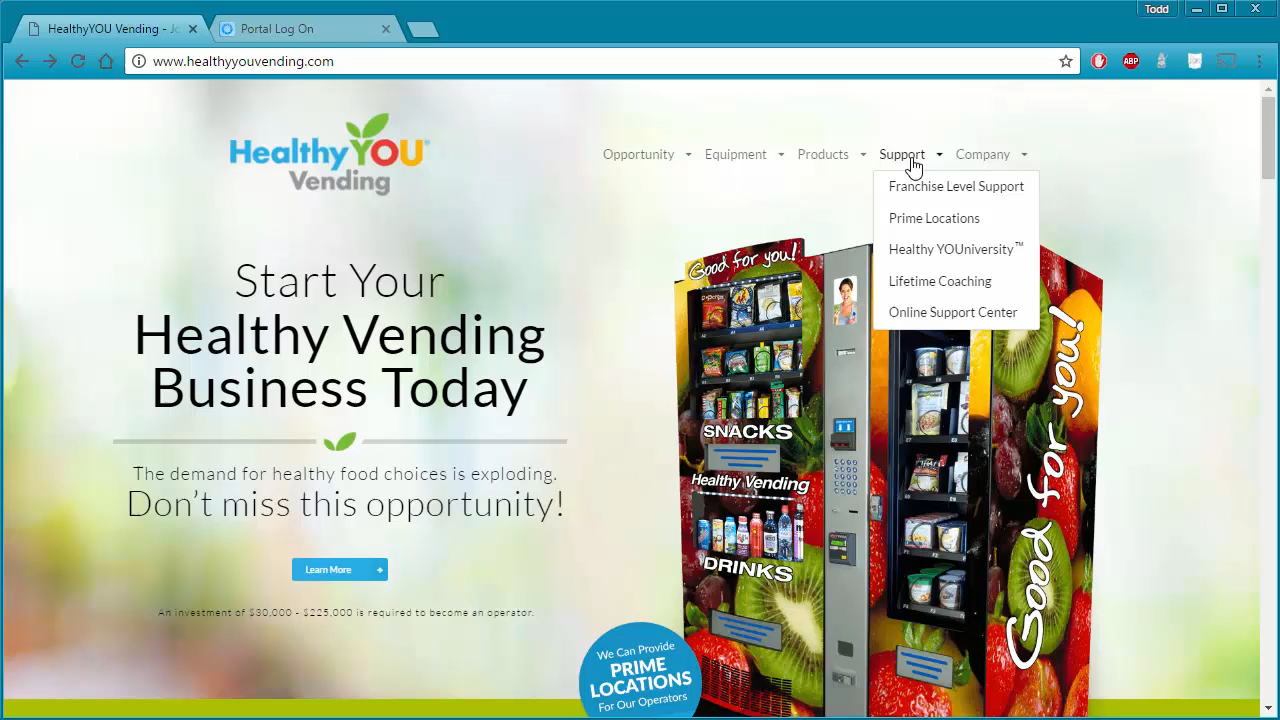 Todd
HealthyYOU Vending - Jo
Portal Log On
www.healthyyouvending.com
ABP
HealthyYOU®
Vending
Opportunity
Equipment
Products
Support
Company
Franchise Level Support
Prime Locations
Healthy YOUniversity™
Lifetime Coaching
Online Support Center
Start Your
Healthy Vending
Business Today
The demand for healthy food choices is exploding.
Don't miss this opportunity!
Learn More
An investment of $30,000 - $225,000 is required to become an operator.
Good for you!
SNACKS
Healthy Vending
DRINKS
Good for you!
We Can Provide
PRIME
LOCATIONS
For Our Operators